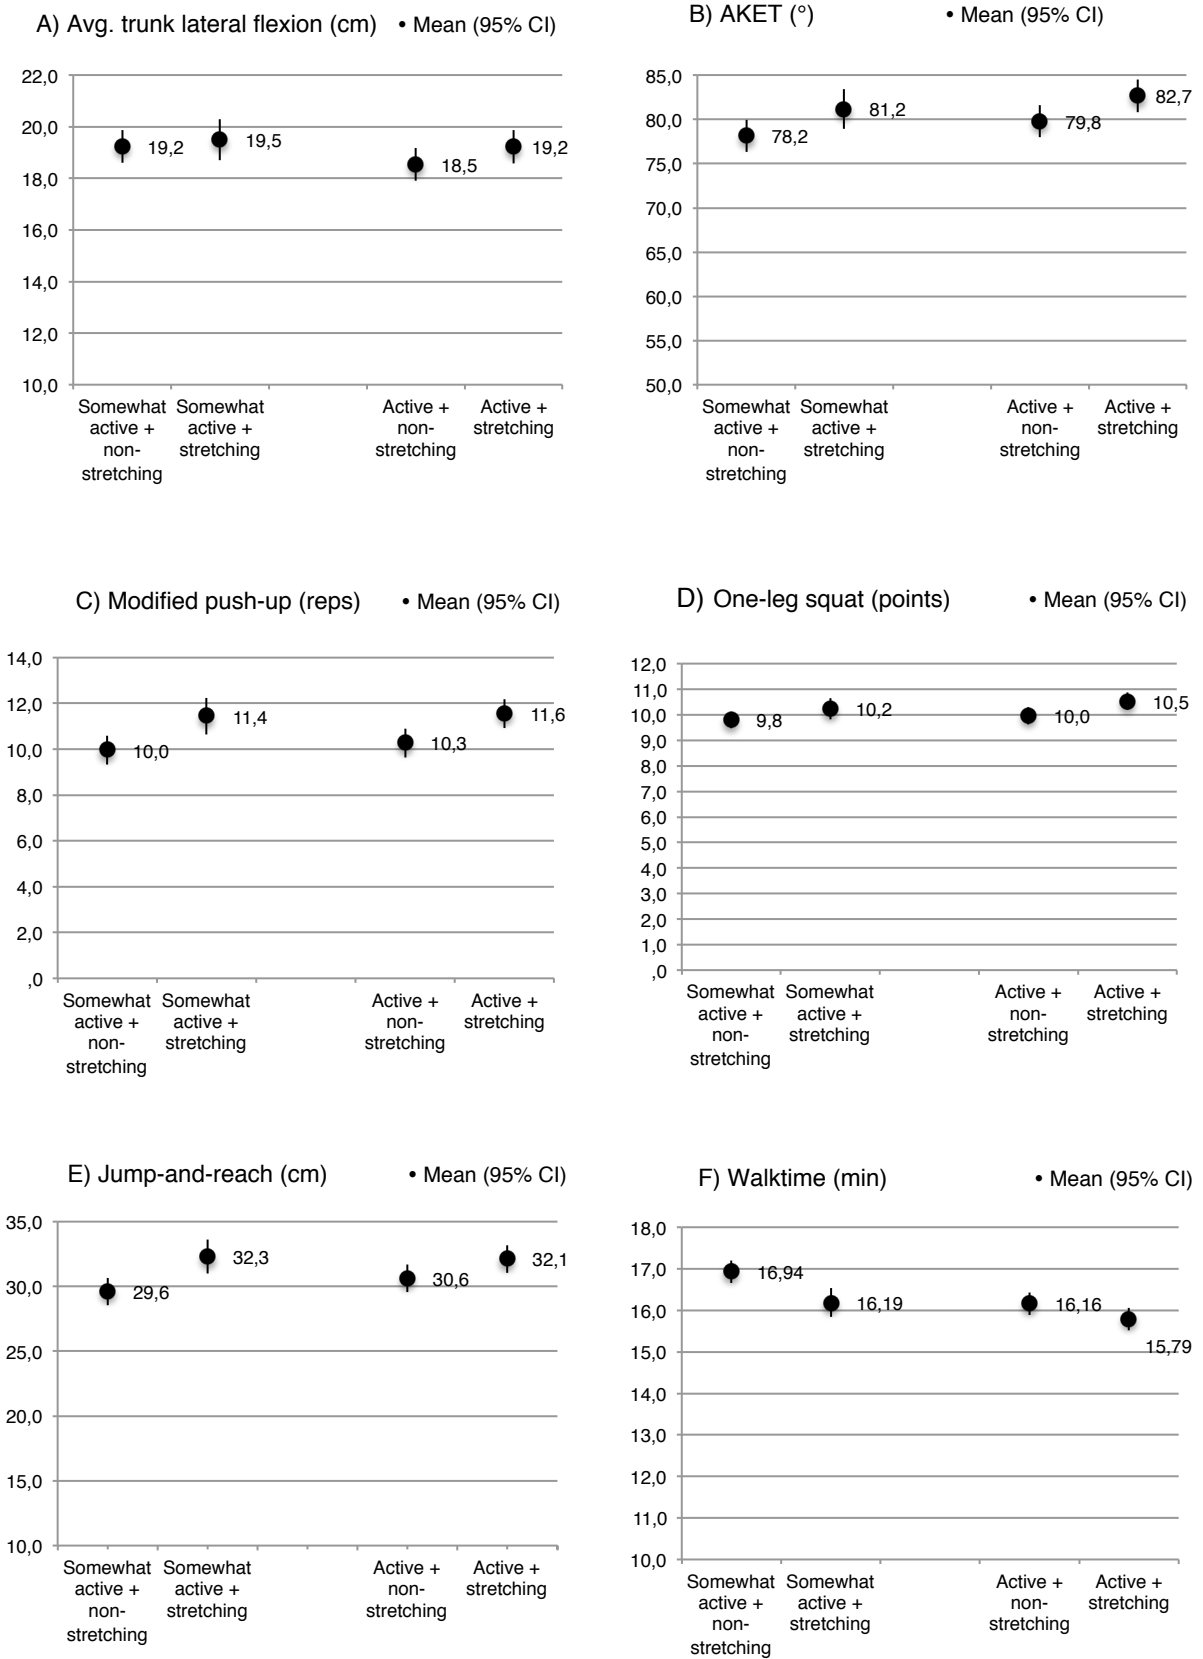 A) Avg. trunk lateral flexion (cm) • Mean (95% CI)
22,0
20,0
18,0
16,0
14,0
12,0
10,0
19,2
19,5
18,5
19,2
Somewhat
active +
non-
stretching
Somewhat
active +
stretching
Active +
non-
stretching
Active +
stretching
B) AKET (°) • Mean (95% CI)
85,0
80,0
75,0
70,0
65,0
60,0
55,0
50,0
78,2
81,2
79,8
82,7
Somewhat
active +
non-
stretching
Somewhat
active +
stretching
Active +
non-
stretching
Active +
stretching
C) Modified push-up (reps) • Mean (95% CI)
14,0
12,0
10,0
8,0
6,0
4,0
2,0
,0
10,0
11,4
10,3
11,6
Somewhat
active +
non-
stretching
Somewhat
active +
stretching
Active +
non-
stretching
Active +
stretching
D) One-leg squat (points) • Mean (95% CI)
12,0
11,0
10,0
9,0
8,0
7,0
6,0
5,0
4,0
3,0
2,0
1,0
,0
9,8
10,2
10,0
10,5
Somewhat
active +
non-
stretching
Somewhat
active +
stretching
Active +
non-
stretching
Active +
stretching
E) Jump-and-reach (cm) • Mean (95% CI)
35,0
30,0
25,0
20,0
15,0
10,0
29,6
32,3
30,6
32,1
Somewhat
active +
non-
stretching
Somewhat
active +
stretching
Active +
non-
stretching
Active +
stretching
F) Walktime (min) • Mean (95% CI)
18,0
17,0
16,0
15,0
14,0
13,0
12,0
11,0
10,0
16,94
16,19
16,16
15,79
Somewhat
active +
non-
stretching
Somewhat
active +
stretching
Active +
non-
stretching
Active +
stretching